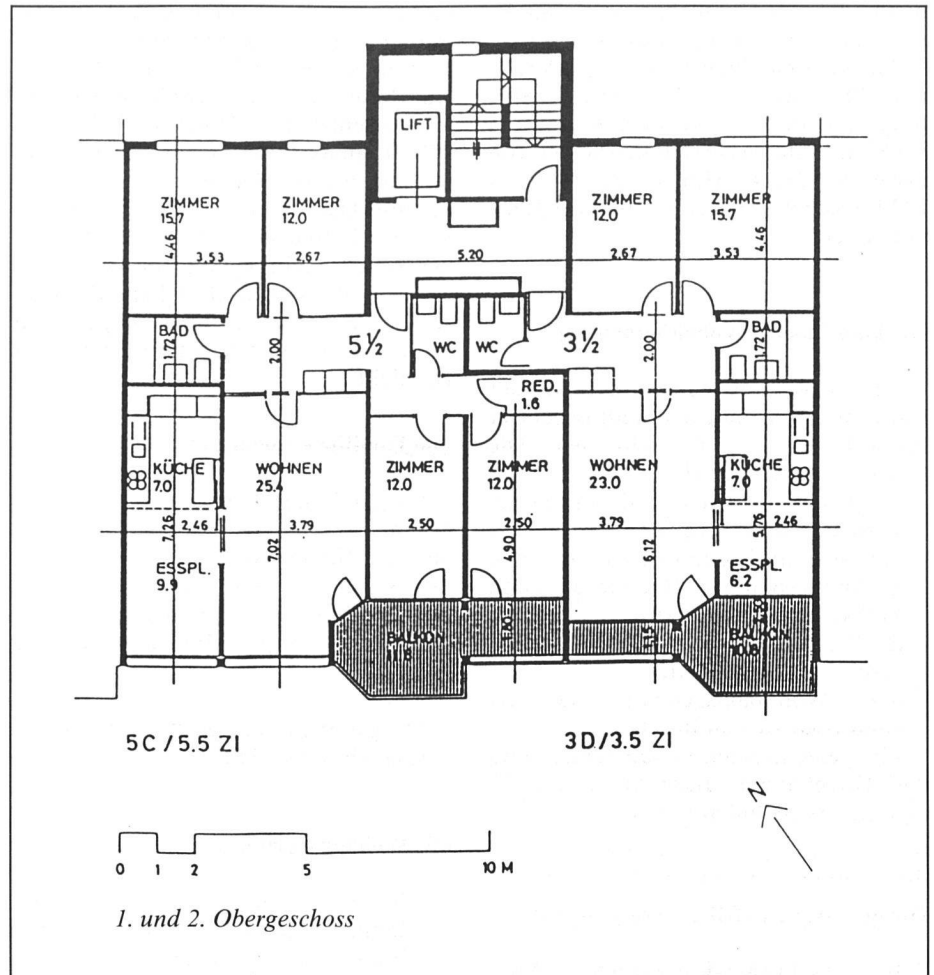 LIFT
ZIMMER
15.7
ZIMMER
12.0
ZIMMER
12.0
ZIMMER
15.7
4.46
3.53
2.67
5.20
2.67
3.53
4.46
BAD
1.72
2.00
5½
WC
WC
3½
2.00
BAD
1.72
RED.
1.6
KÜCHE
7.0
WOHNEN
25.4
ZIMMER
12.0
ZIMMER
12.0
WOHNEN
23.0
KÜCHE
7.0
7.26
2.46
3.79
7.02
2.50
2.50
4.90
3.79
6.12
5.76
2.46
ESSPL.
9.9
ESSPL.
6.2
BALKON
11.8
1.15
BALKON
5C/5.5 ZI
3D/3.5 ZI
N
0 1 2 5 10 M
1. und 2. Obergeschoss